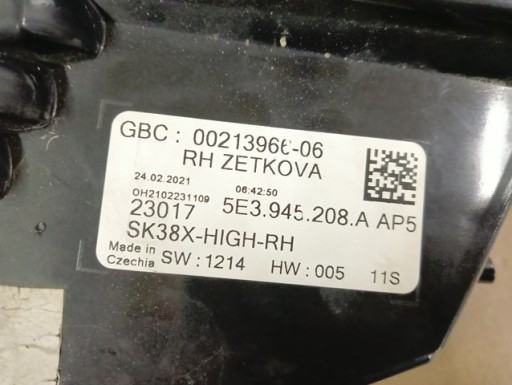 GBC : 00213966-06
RH ZETKOVA
24.02.2021 06:42:50
OH2102231109
23017 5E3.945.208.A AP5
SK38X-HIGH-RH
Made in Czechia SW : 1214 HW : 005 11S